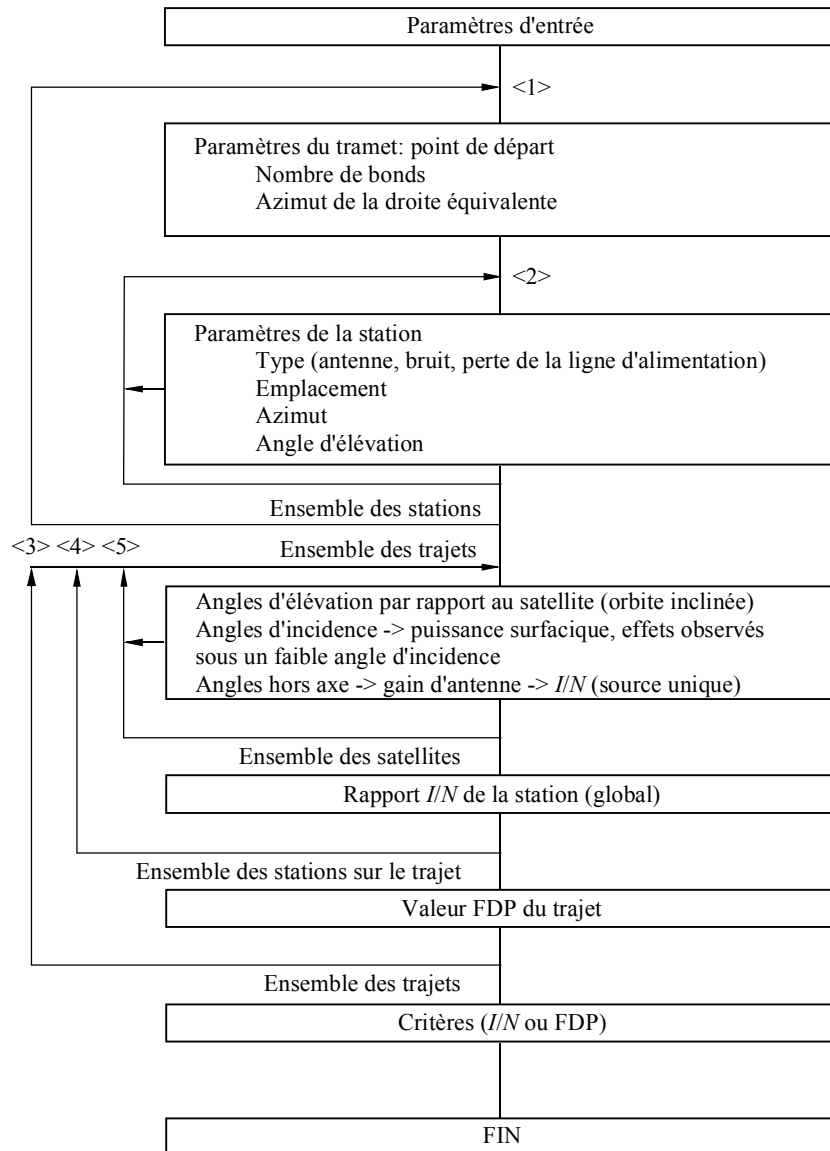 Paramètres d'entrée
<1>
Paramètres du tramet: point de départ
Nombre de bonds
Azimut de la droite équivalente
<2>
Paramètres de la station
Type (antenne, bruit, perte de la ligne d'alimentation)
Emplacement
Azimut
Angle d'élévation
Ensemble des stations
<3> <4> <5>
Ensemble des trajets
Angles d'élévation par rapport au satellite (orbite inclinée)
Angles d'incidence -> puissance surfacique, effets observés
sous un faible angle d'incidence
Angles hors axe -> gain d'antenne -> I/N (source unique)
Ensemble des satellites
Rapport I/N de la station (global)
Ensemble des stations sur le trajet
Valeur FDP du trajet
Ensemble des trajets
Critères (I/N ou FDP)
FIN